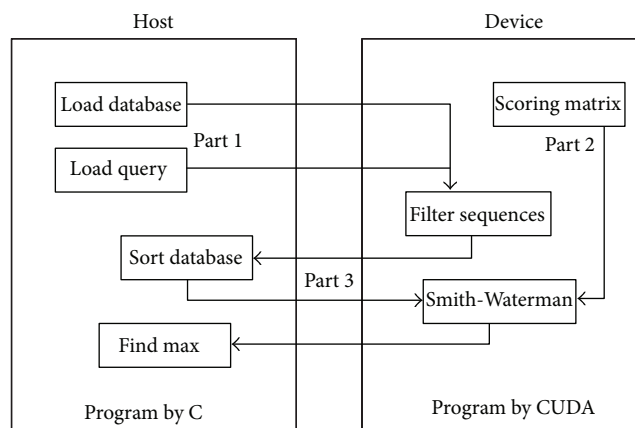 Host
Device
Load database
Scoring matrix
Part 1
Part 2
Load query
Filter sequences
Sort database
Part 3
Smith-Waterman
Find max
Program by C
Program by CUDA